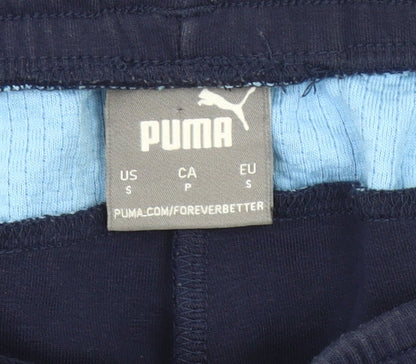 PUMA
US CA EU
S P S
PUMA.COM/FOREVERBETTER